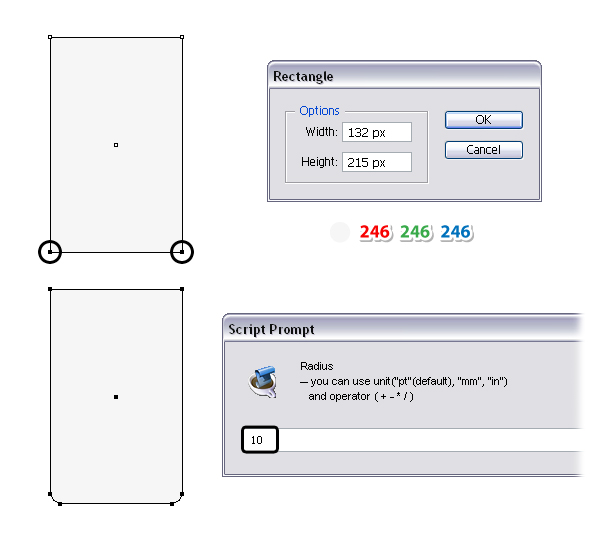 Rectangle
Options
Width: 132 px
Height: 215 px
OK
Cancel
246 246 246
Script Prompt
Radius
-- you can use unit("pt"(default), "mm", "in")
and operator ( + - * / )
10